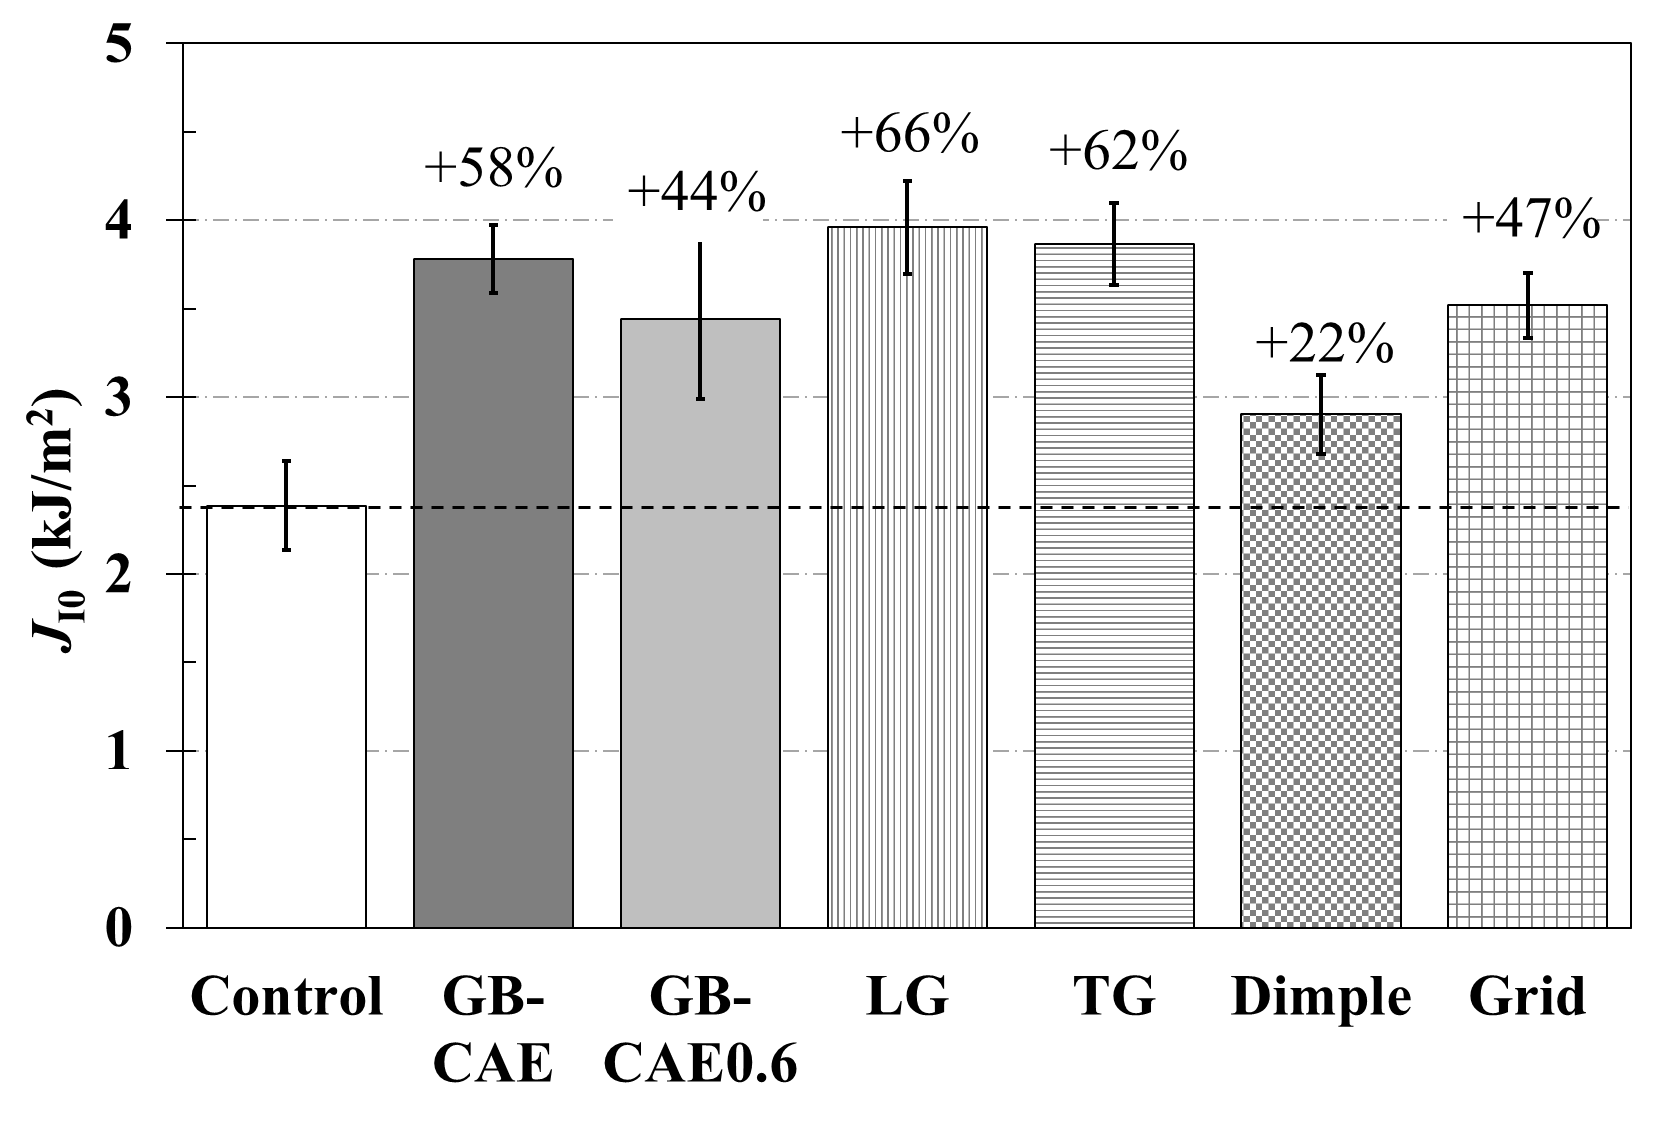 5
4
3
2
1
0
J_I0 (kJ/m²)
+58%
+44%
+66%
+62%
+22%
+47%
Control
GB-
CAE
GB-
CAE0.6
LG
TG
Dimple
Grid